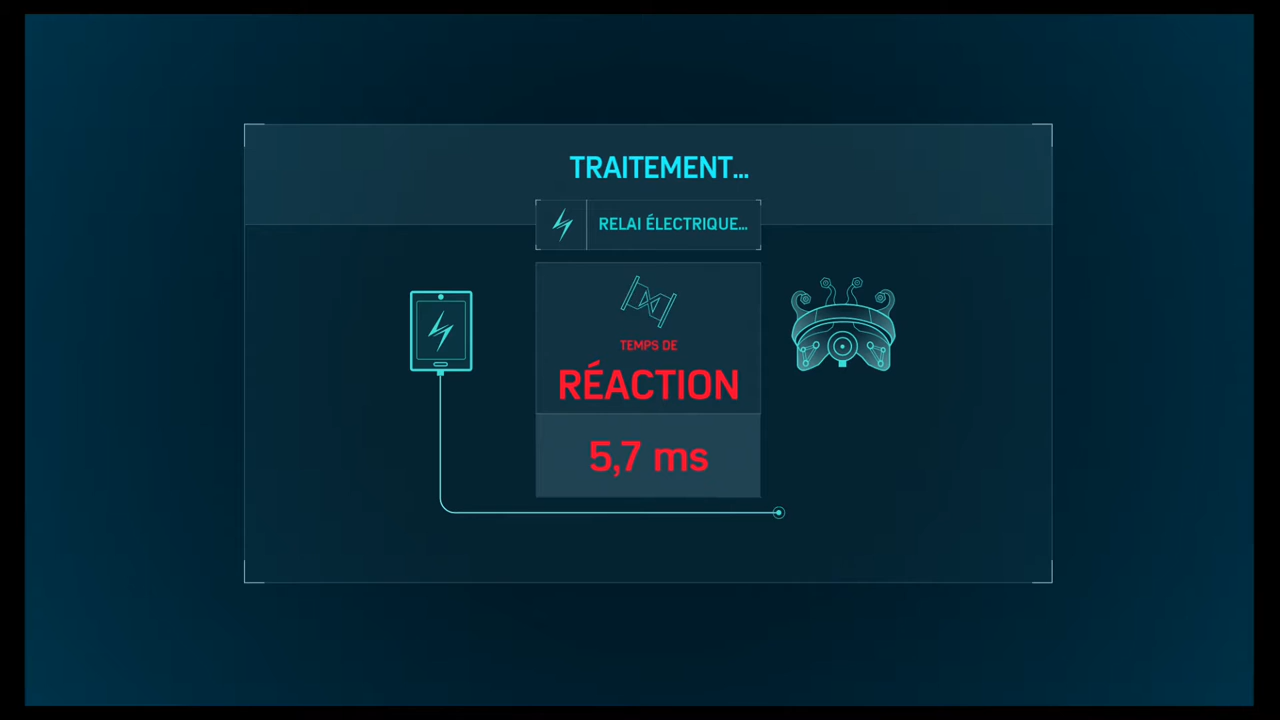 TRAITEMENT...
RELAI ÉLECTRIQUE...
TEMPS DE
RÉACTION
5,7 ms